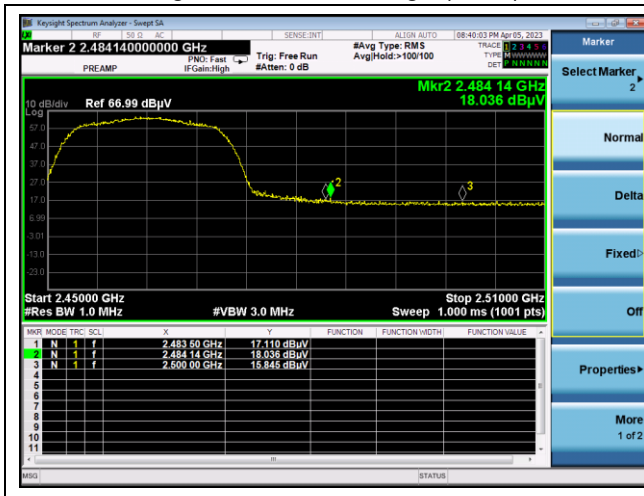 Keysight Spectrum Analyzer - Swept SA
RF 50 Ω AC SENSE:INT ALIGN AUTO 08:40:03 PM Apr 05, 2023
Marker 2 2.484140000000 GHz
PREAMP
PNO: Fast
IFGain:High
Trig: Free Run
#Atten: 0 dB
#Avg Type: RMS
Avg|Hold:>100/100
TRACE 1 2 3 4 5 6
TYPE M WWWWW
DET P N N N N N
Mkr2 2.484 14 GHz
18.036 dBµV
10 dB/div Ref 66.99 dBµV
Log
57.0
47.0
37.0
27.0
17.0
6.99
-3.01
-13.0
-23.0
2
3
Start 2.45000 GHz Stop 2.51000 GHz
#Res BW 1.0 MHz #VBW 3.0 MHz Sweep 1.000 ms (1001 pts)
MKR MODE TRC SCL X Y FUNCTION FUNCTION WIDTH FUNCTION VALUE
1 N 1 f 2.483 50 GHz 17.110 dBµV
2 N 1 f 2.484 14 GHz 18.036 dBµV
3 N 1 f 2.500 00 GHz 15.845 dBµV
4
5
6
7
8
9
10
11
MSG STATUS
Marker
Select Marker
2
Normal
Delta
Fixed
Off
Properties
More
1 of 2